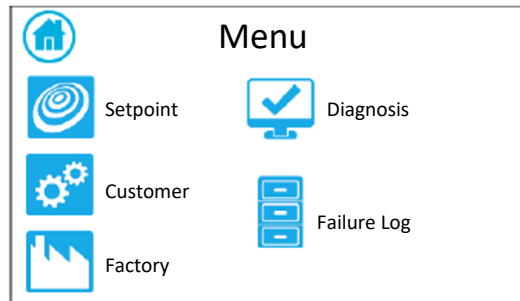 Menu
Setpoint
Diagnosis
Customer
Failure Log
Factory